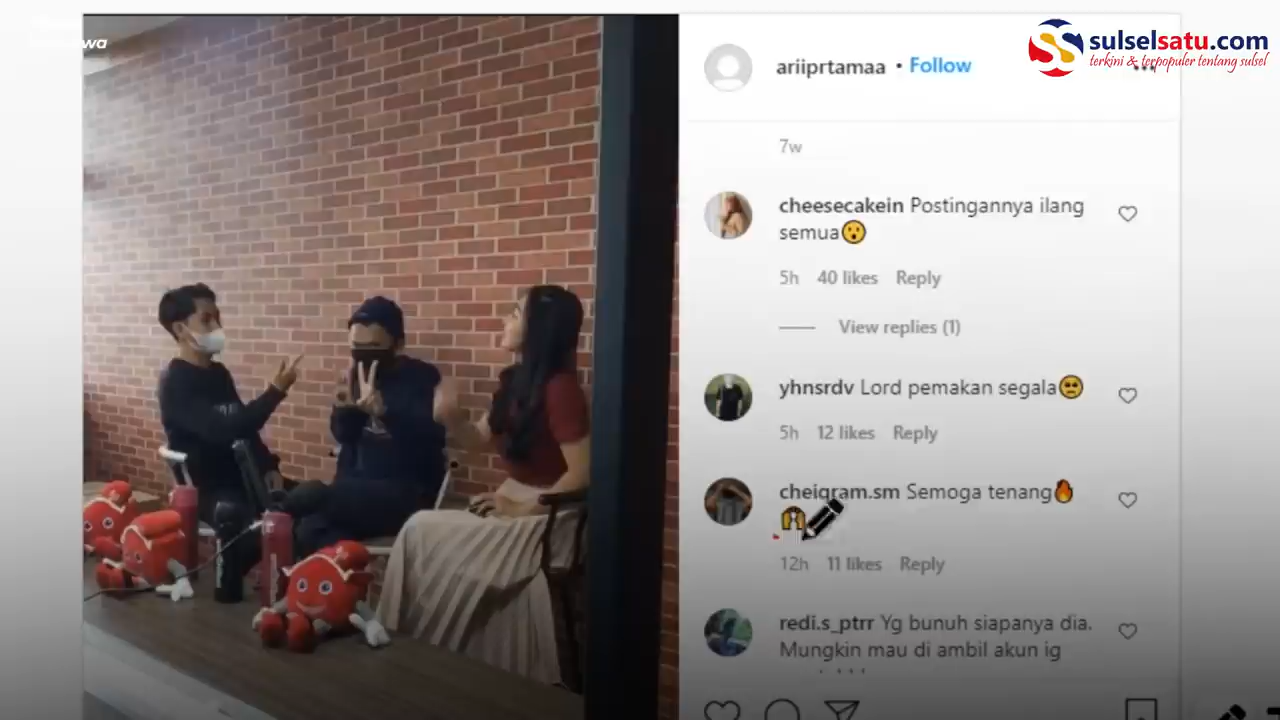 sulselsatu.com
terkini & terpopuler tentang sulsel
ariiprtamaa • Follow
7w
cheesecakein Postingannya ilang
semua😮
5h 40 likes Reply
View replies (1)
yhnsrdv Lord pemakan segala🥺
5h 12 likes Reply
cheigram.sm Semoga tenang🔥
🙌
12h 11 likes Reply
redi.s_ptrr Yg bunuh siapanya dia.
Mungkin mau di ambil akun ig